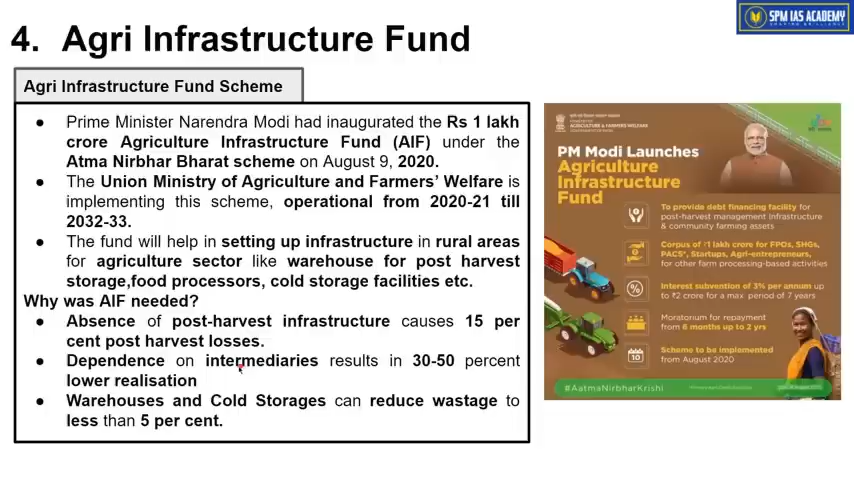 4. Agri Infrastructure Fund
SPM IAS ACADEMY
Agri Infrastructure Fund Scheme
● Prime Minister Narendra Modi had inaugurated the Rs 1 lakh
crore Agriculture Infrastructure Fund (AIF) under the
Atma Nirbhar Bharat scheme on August 9, 2020.
● The Union Ministry of Agriculture and Farmers' Welfare is
implementing this scheme, operational from 2020-21 till
2032-33.
● The fund will help in setting up infrastructure in rural areas
for agriculture sector like warehouse for post harvest
storage,food processors, cold storage facilities etc.
Why was AIF needed?
● Absence of post-harvest infrastructure causes 15 per
cent post harvest losses.
● Dependence on intermediaries results in 30-50 percent
lower realisation
● Warehouses and Cold Storages can reduce wastage to
less than 5 per cent.
AGRICULTURE & FARMERS WELFARE
PM Modi Launches
Agriculture
Infrastructure
Fund
To provide debt financing facility for
post-harvest management Infrastructure
& community farming assets
Corpus of ₹1 lakh crore for FPOs, SHGs,
PACS*, Startups, Agri-entrepreneurs,
for other farm processing-based activities
Interest subvention of 3% per annum up
to ₹2 crore for a max period of 7 years
Moratorium for repayment
from 6 months up to 2 yrs
10
Scheme to be implemented
from August 2020
#AatmaNirbharKrishi